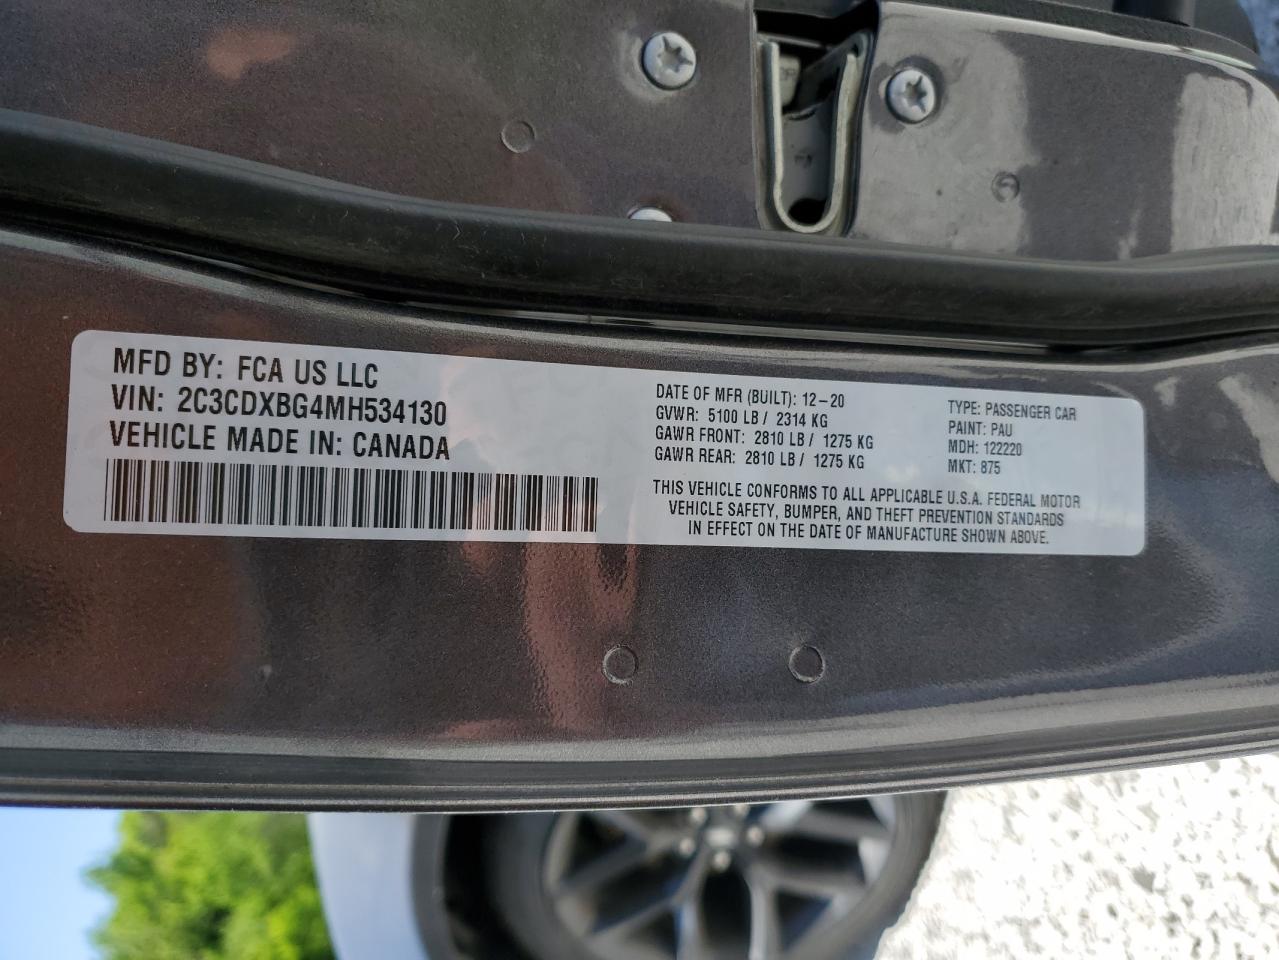 MFD BY: FCA US LLC
VIN: 2C3CDXBG4MH534130
VEHICLE MADE IN: CANADA
DATE OF MFR (BUILT): 12-20
GVWR: 5100 LB / 2314 KG
GAWR FRONT: 2810 LB / 1275 KG
GAWR REAR: 2810 LB / 1275 KG
TYPE: PASSENGER CAR
PAINT: PAU
MDH: 122220
MKT: 875
THIS VEHICLE CONFORMS TO ALL APPLICABLE U.S.A. FEDERAL MOTOR
VEHICLE SAFETY, BUMPER, AND THEFT PREVENTION STANDARDS
IN EFFECT ON THE DATE OF MANUFACTURE SHOWN ABOVE.